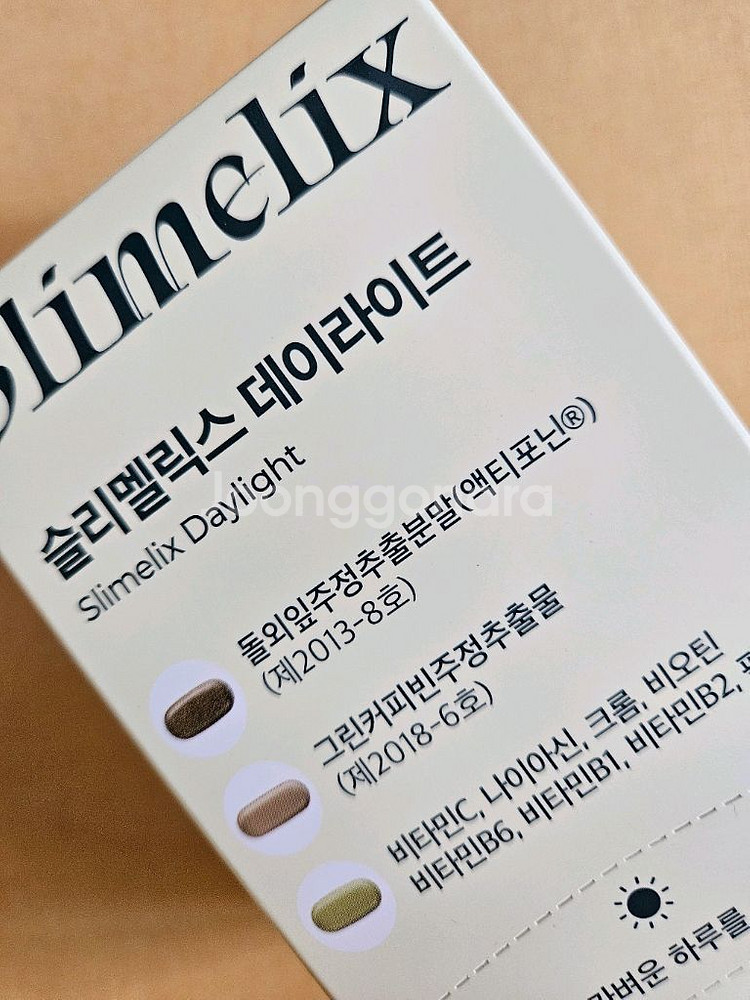 Slimelix
슬리멜릭스 데이라이트
Slimelix Daylight
돌외잎주정추출분말(액티포닌®)
(제2013-8호)
그린커피빈주정추출물
(제2018-6호)
비타민C, 나이아신, 크롬, 비오틴
비타민B6, 비타민B1, 비타민B2,
가벼운 하루를
joonggonara